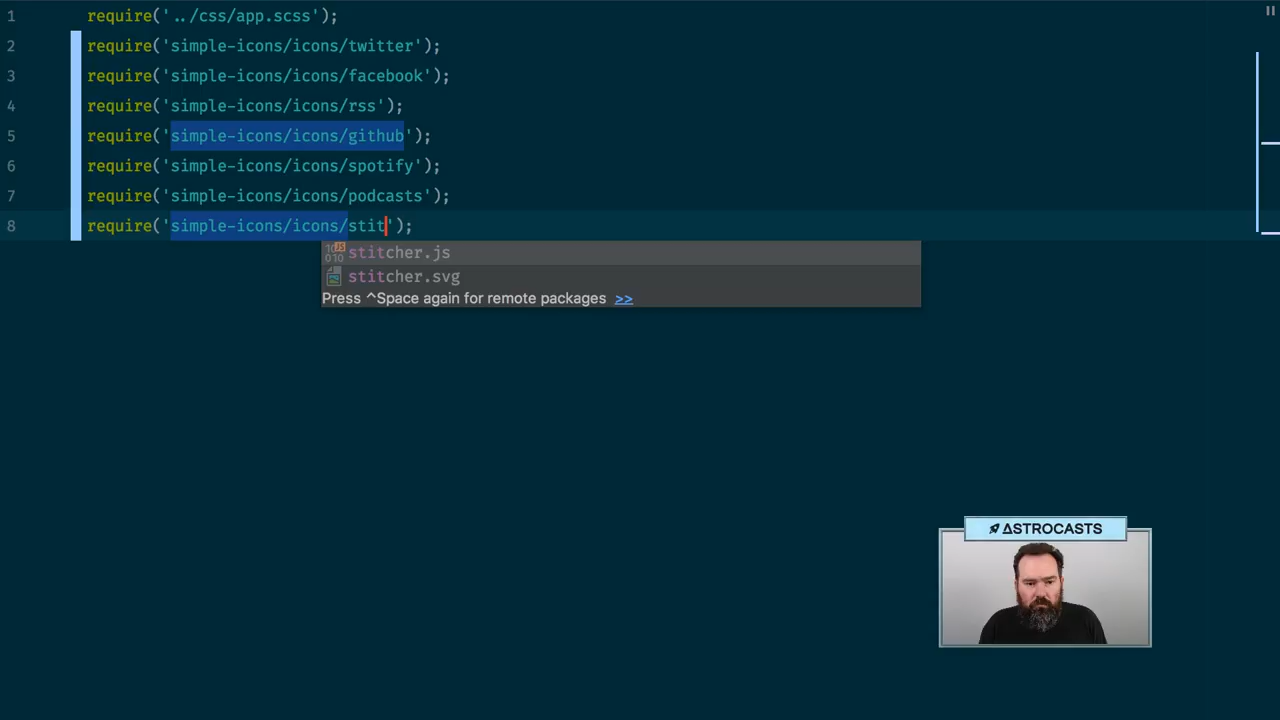 1 require('../css/app.scss');
2 require('simple-icons/icons/twitter');
3 require('simple-icons/icons/facebook');
4 require('simple-icons/icons/rss');
5 require('simple-icons/icons/github');
6 require('simple-icons/icons/spotify');
7 require('simple-icons/icons/podcasts');
8 require('simple-icons/icons/stit');
stitcher.js
stitcher.svg
Press ^Space again for remote packages >>
ΔSTROCASTS